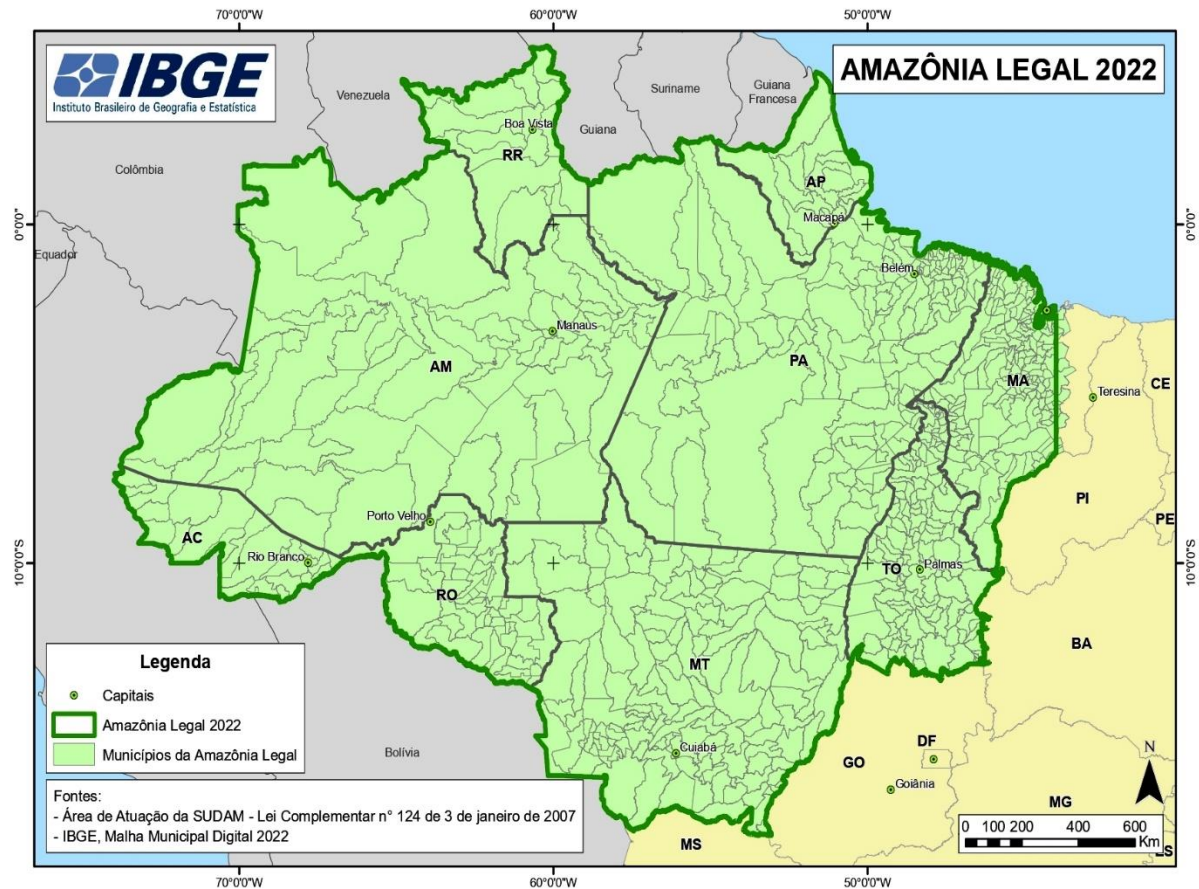 70°0'0"W 60°0'0"W 50°0'0"W
IBGE
Instituto Brasileiro de Geografia e Estatística
AMAZÔNIA LEGAL 2022
Venezuela
Suriname
Guiana
Francesa
Guiana
Colômbia
Boa Vista
RR
AP
Macapá
0°0'0"
0°0'0"
Equador
Belém
Manaus
AM
PA
MA
CE
Teresina
PI
PE
Porto Velho
AC
Rio Branco
RO
TO
Palmas
10°0'0"S
10°0'0"S
BA
MT
Cuiabá
Bolívia
GO
DF
Goiânia
MG
MS
ES
Legenda
Capitais
Amazônia Legal 2022
Municípios da Amazônia Legal
Fontes:
- Área de Atuação da SUDAM - Lei Complementar n° 124 de 3 de janeiro de 2007
- IBGE, Malha Municipal Digital 2022
N
0 100 200 400 600
Km
70°0'0"W 60°0'0"W 50°0'0"W